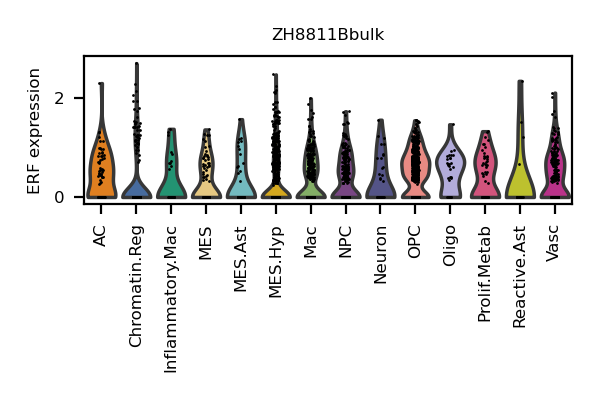 ZH8811Bbulk
ERF expression
2
0
AC
Chromatin.Reg
Inflammatory.Mac
MES
MES.Ast
MES.Hyp
Mac
NPC
Neuron
OPC
Oligo
Prolif.Metab
Reactive.Ast
Vasc